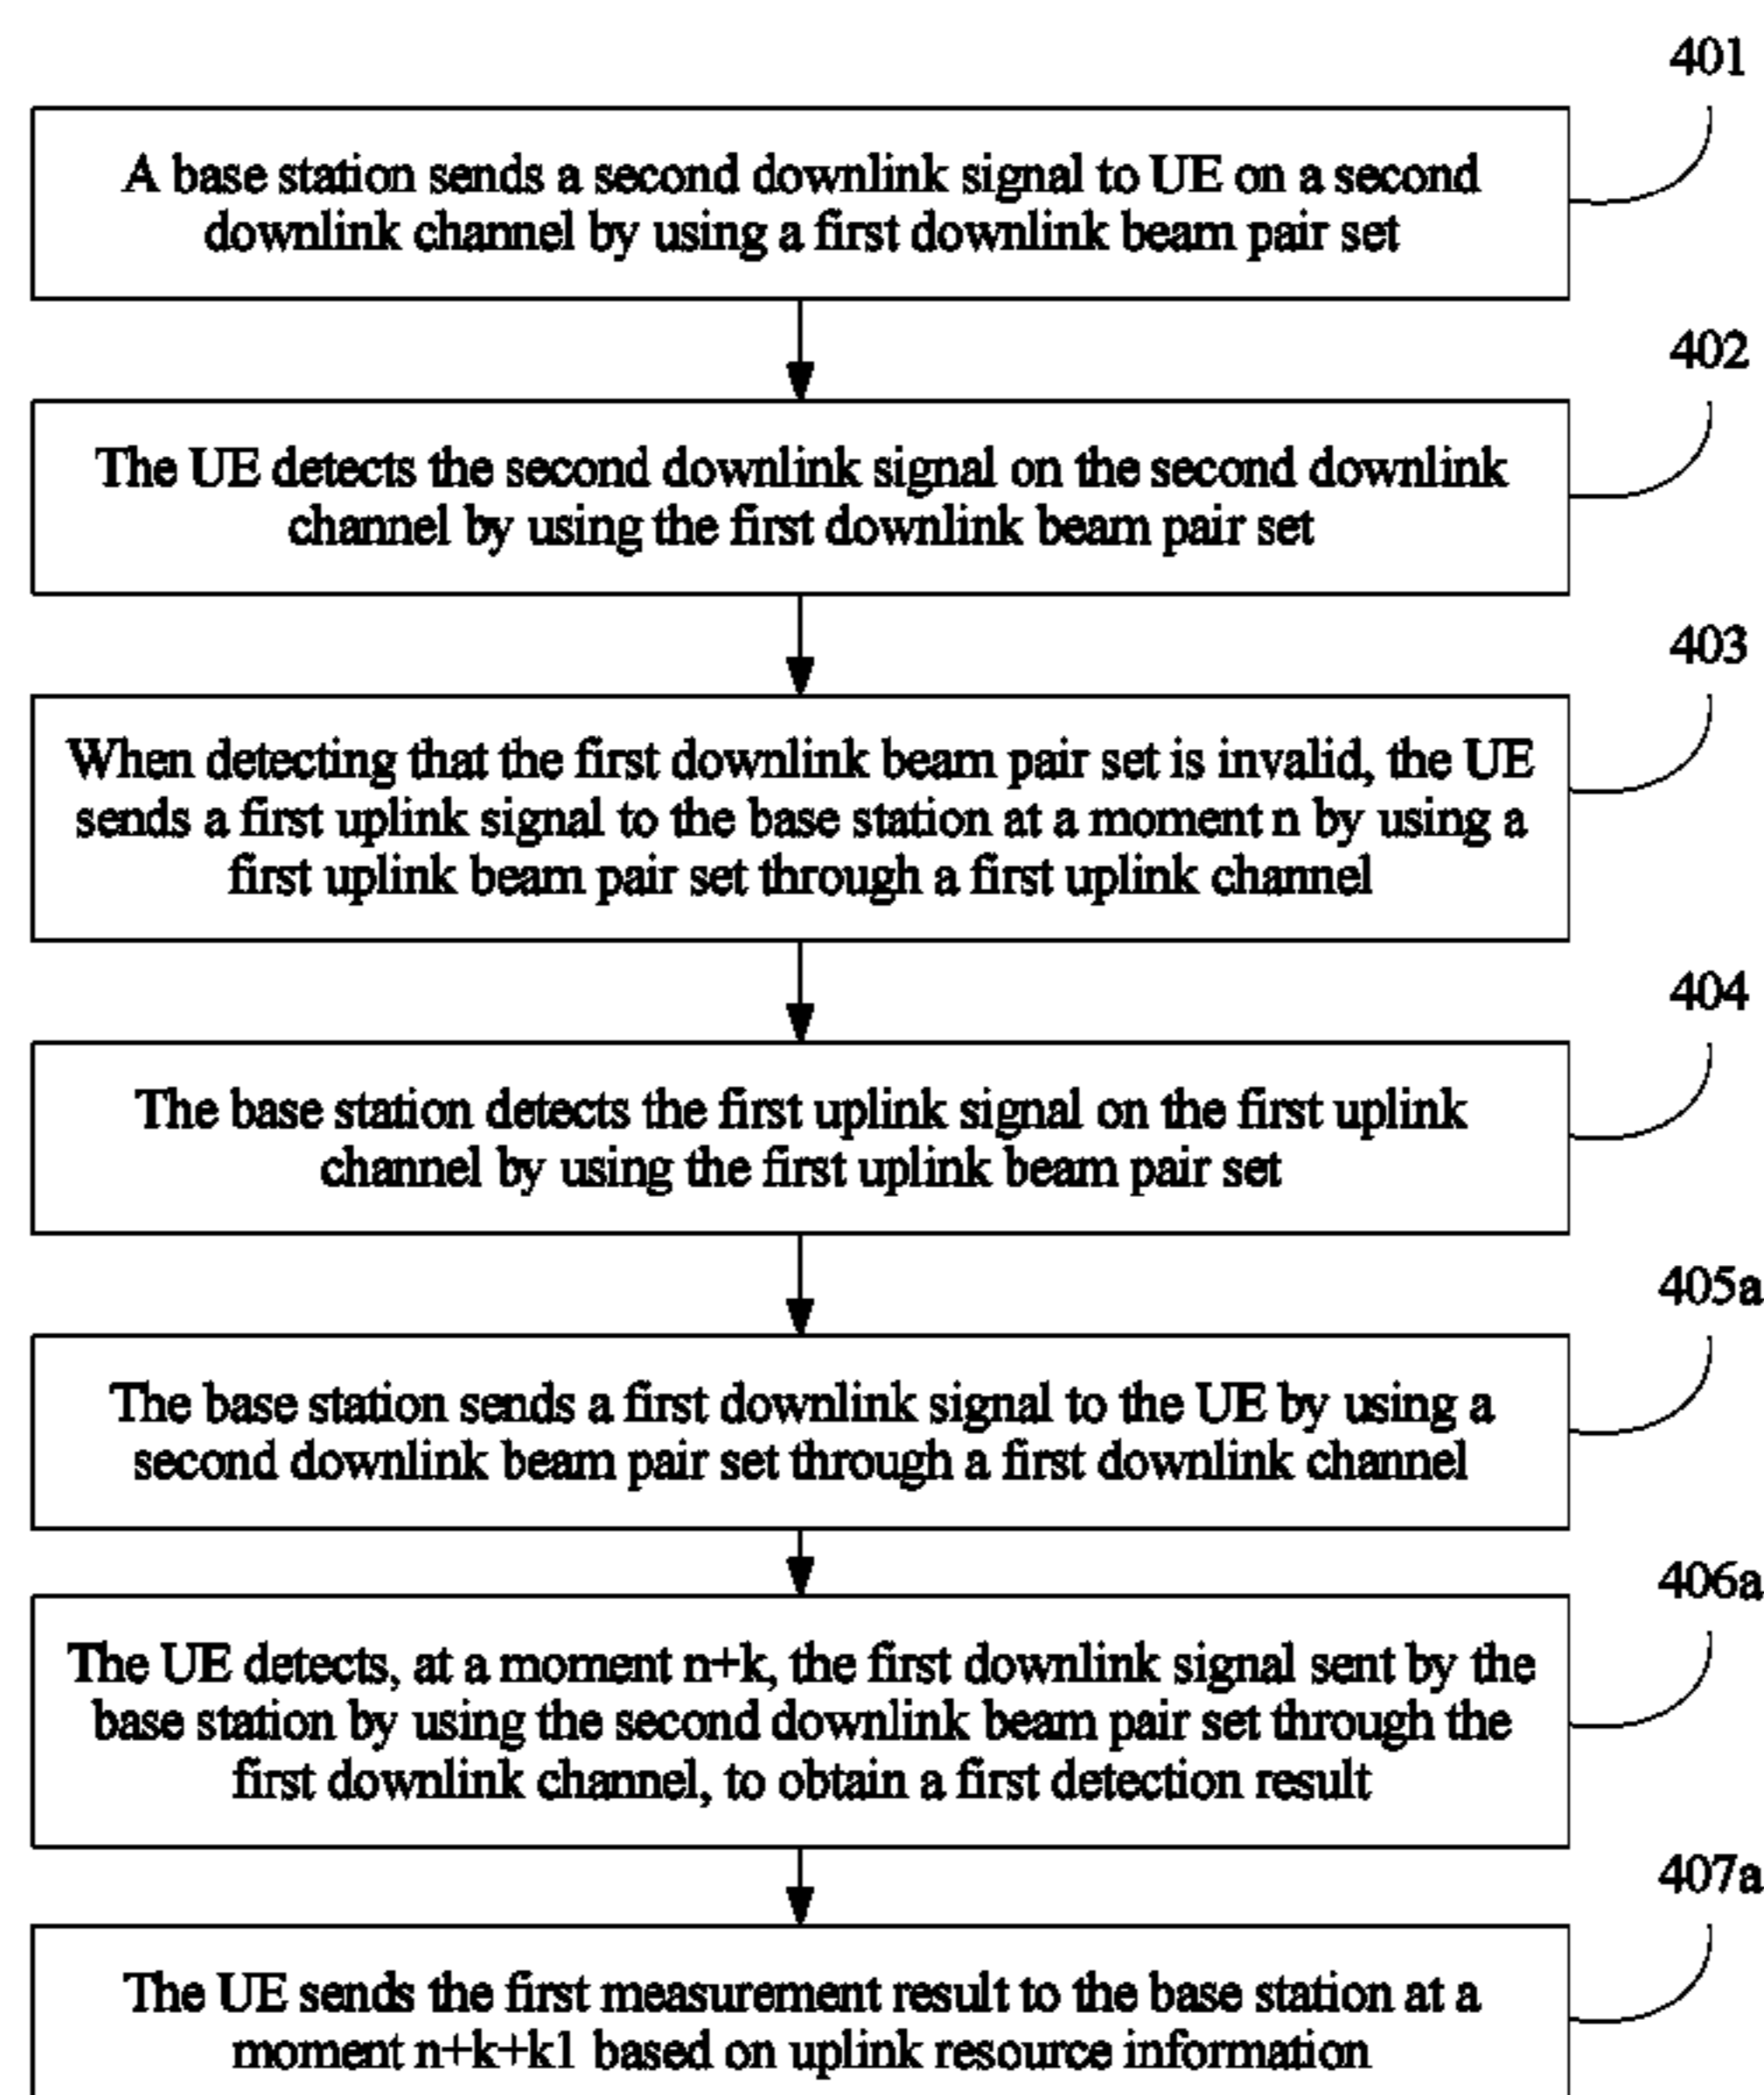 401
A base station sends a second downlink signal to UE on a second
downlink channel by using a first downlink beam pair set
402
The UE detects the second downlink signal on the second downlink
channel by using the first downlink beam pair set
403
When detecting that the first downlink beam pair set is invalid, the UE
sends a first uplink signal to the base station at a moment n by using a
first uplink beam pair set through a first uplink channel
404
The base station detects the first uplink signal on the first uplink
channel by using the first uplink beam pair set
405a
The base station sends a first downlink signal to the UE by using a
second downlink beam pair set through a first downlink channel
406a
The UE detects, at a moment n+k, the first downlink signal sent by the
base station by using the second downlink beam pair set through the
first downlink channel, to obtain a first detection result
407a
The UE sends the first measurement result to the base station at a
moment n+k+k1 based on uplink resource information